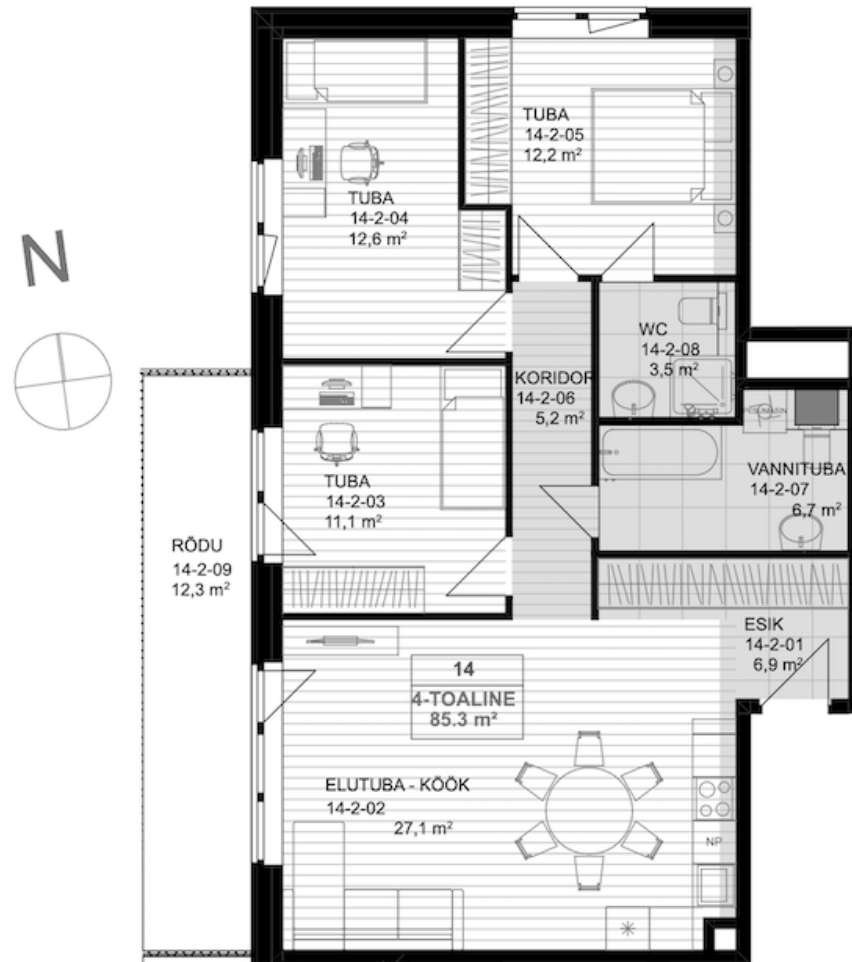 TUBA
14-2-05
12,2 m²
TUBA
14-2-04
12,6 m²
N
WC
14-2-08
3,5 m²
KORIDOR
14-2-06
5,2 m²
PESUMASIN
VANNITUBA
14-2-07
6,7 m²
TUBA
14-2-03
11,1 m²
RÕDU
14-2-09
12,3 m²
ESIK
14-2-01
6,9 m²
14
4-TOALINE
85.3 m²
ELUTUBA - KÖÖK
14-2-02
27,1 m²
NP